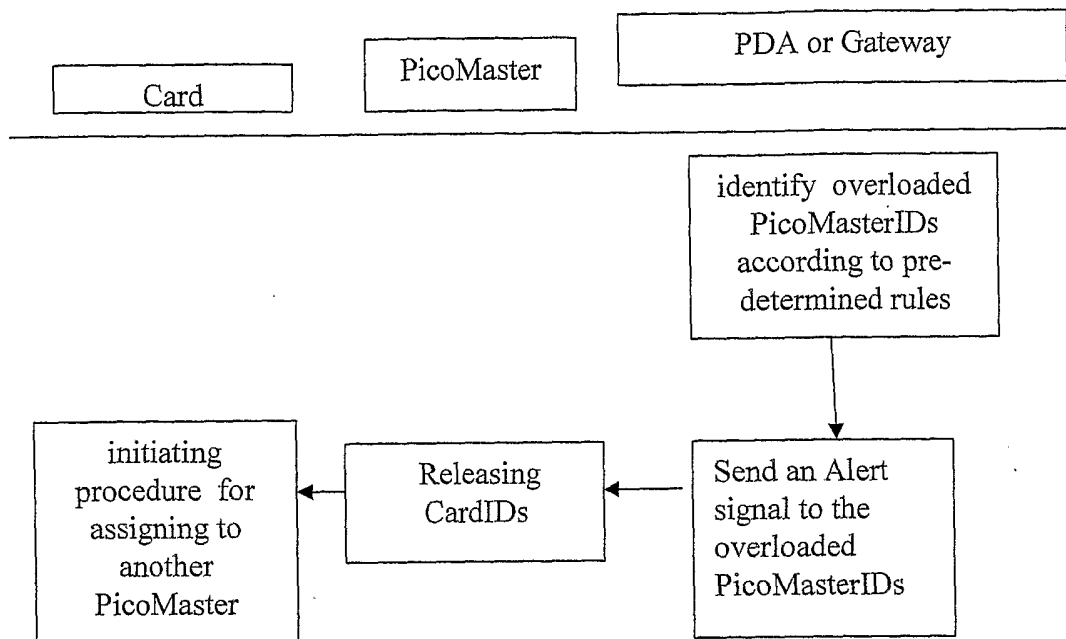 Card
PicoMaster
PDA or Gateway
identify overloaded
PicoMasterIDs
according to pre-
determined rules
initiating
procedure for
assigning to
another
PicoMaster
Releasing
CardIDs
Send an Alert
signal to the
overloaded
PicoMasterIDs